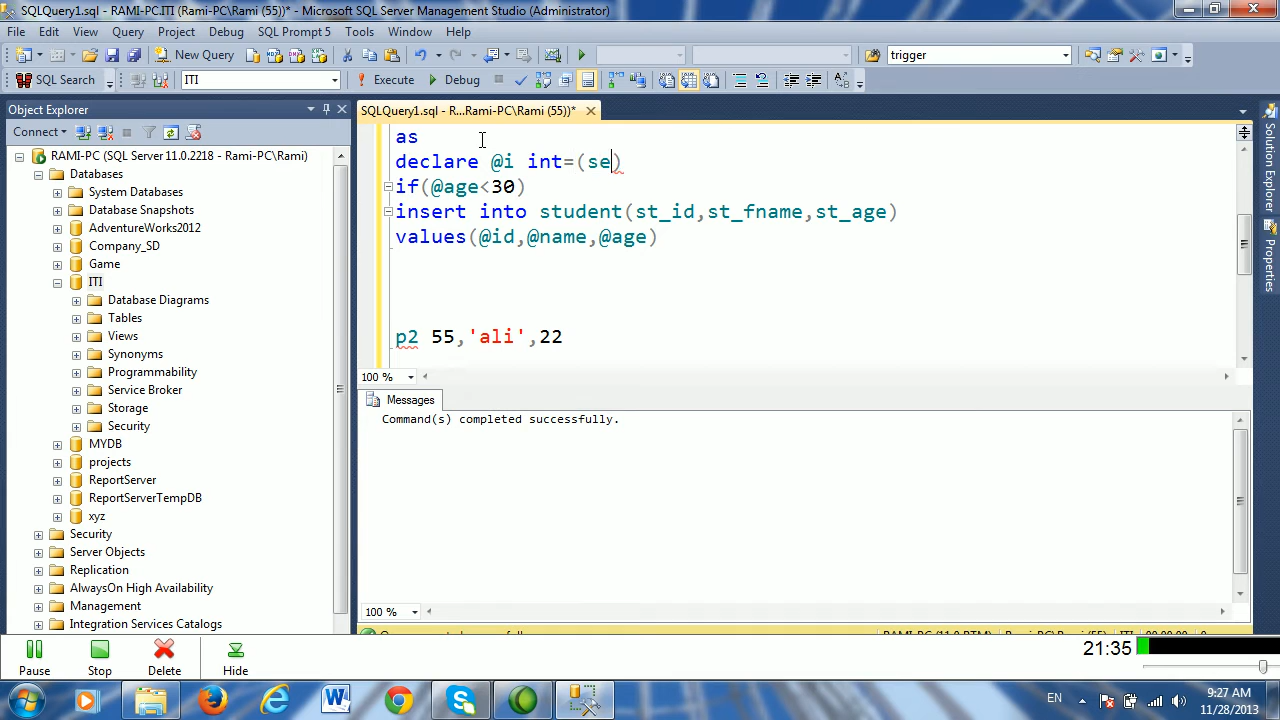 SQLQuery1.sql - RAMI-PC.ITI (Rami-PC\Rami (55))* - Microsoft SQL Server Management Studio (Administrator)
File Edit View Query Project Debug SQL Prompt 5 Tools Window Help
New Query trigger
SQL Search ITI Execute Debug
Object Explorer
SQLQuery1.sql - R...Rami-PC\Rami (55))*
Connect
RAMI-PC (SQL Server 11.0.2218 - Rami-PC\Rami)
Databases
System Databases
Database Snapshots
AdventureWorks2012
Company_SD
Game
ITI
Database Diagrams
Tables
Views
Synonyms
Programmability
Service Broker
Storage
Security
MYDB
projects
ReportServer
ReportServerTempDB
xyz
Security
Server Objects
Replication
AlwaysOn High Availability
Management
Integration Services Catalogs
as
declare @i int=(se)
if(@age<30)
insert into student(st_id,st_fname,st_age)
values(@id,@name,@age)
p2 55,'ali',22
100 %
Messages
Command(s) completed successfully.
100 %
Solution Explorer
Properties
Pause Stop Delete Hide
21:35
EN
9:27 AM
11/28/2013